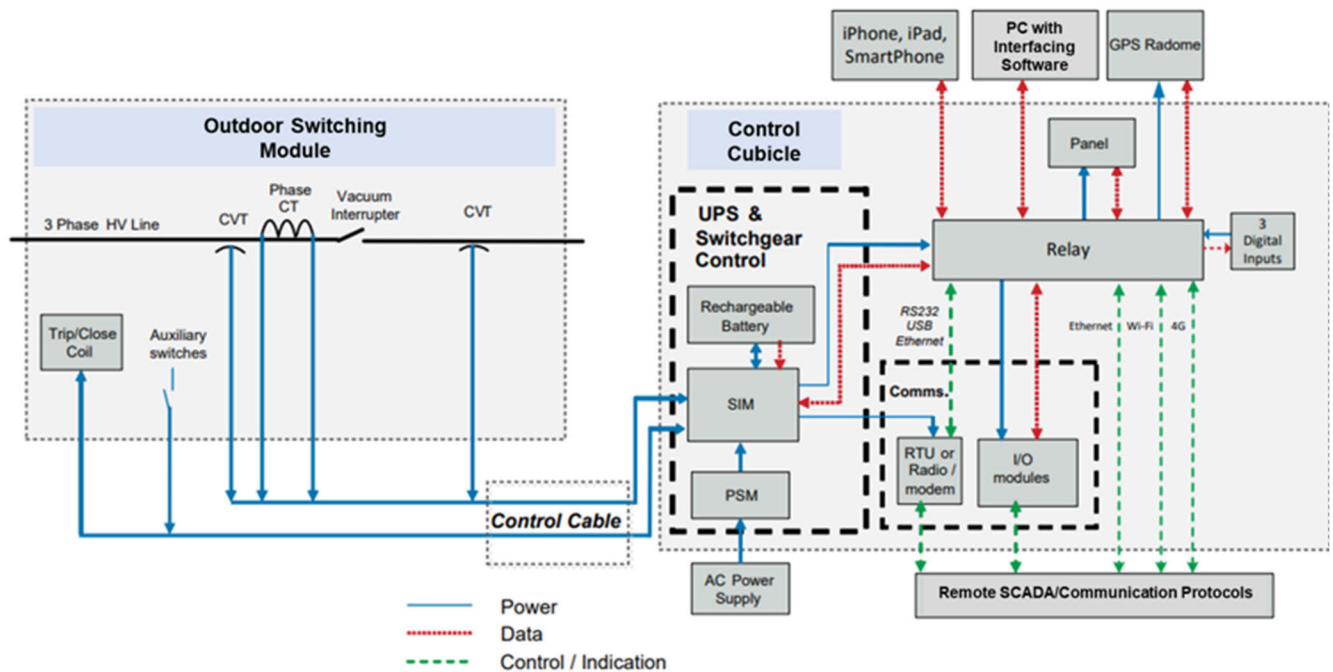 iPhone, iPad,
SmartPhone
PC with
Interfacing
Software
GPS Radome
Outdoor Switching
Module
Control
Cubicle
Panel
Phase
CT
Vacuum
Interrupter
3 Phase HV Line
CVT
CVT
UPS &
Switchgear
Control
Relay
3
Digital
Inputs
Rechargeable
Battery
RS232
USB
Ethernet
Ethernet
Wi-Fi
4G
Trip/Close
Coil
Auxiliary
switches
SIM
Comms.
RTU or
Radio /
modem
I/O
modules
PSM
Control Cable
AC Power
Supply
Remote SCADA/Communication Protocols
Power
Data
Control / Indication